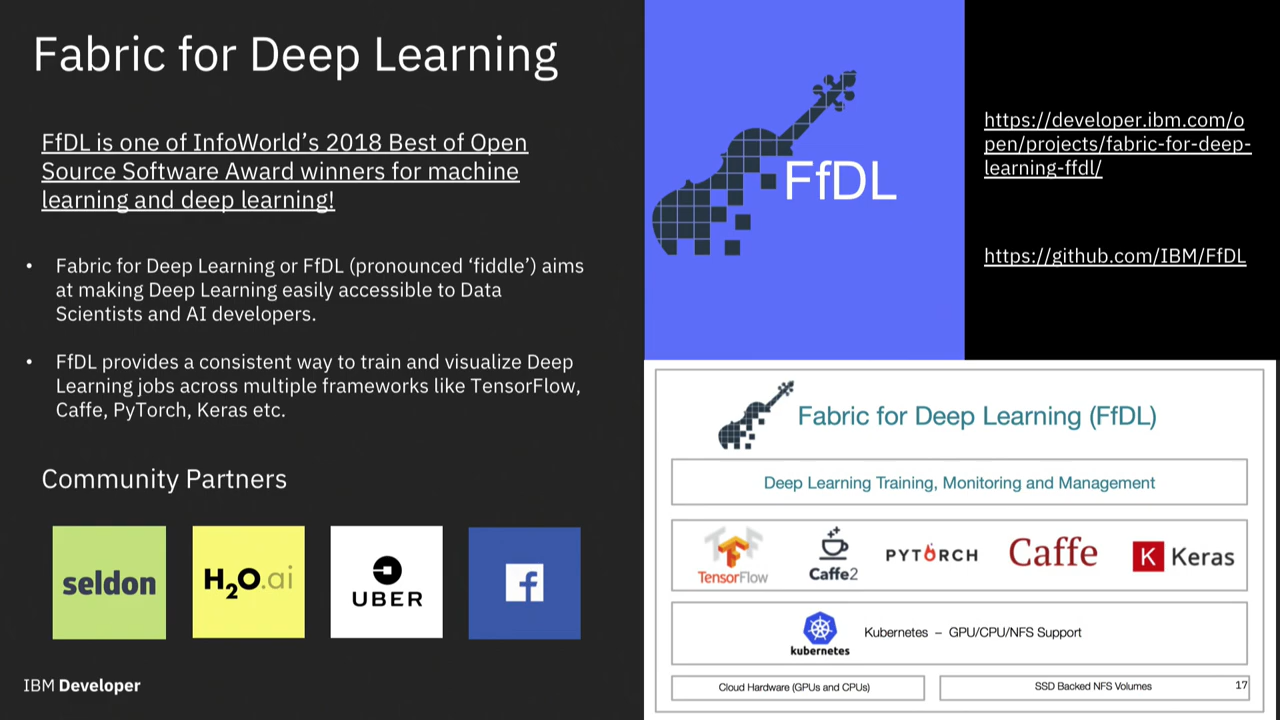 Fabric for Deep Learning
FfDL is one of InfoWorld’s 2018 Best of Open
Source Software Award winners for machine
learning and deep learning!
• Fabric for Deep Learning or FfDL (pronounced ‘fiddle’) aims
at making Deep Learning easily accessible to Data
Scientists and AI developers.
• FfDL provides a consistent way to train and visualize Deep
Learning jobs across multiple frameworks like TensorFlow,
Caffe, PyTorch, Keras etc.
Community Partners
seldon
H2O.ai
UBER
f
IBM Developer
FfDL
https://developer.ibm.com/o
pen/projects/fabric-for-deep-
learning-ffdl/
https://github.com/IBM/FfDL
Fabric for Deep Learning (FfDL)
Deep Learning Training, Monitoring and Management
TensorFlow
Caffe2
PYTORCH
Caffe
K Keras
kubernetes
Kubernetes – GPU/CPU/NFS Support
Cloud Hardware (GPUs and CPUs)
SSD Backed NFS Volumes
17